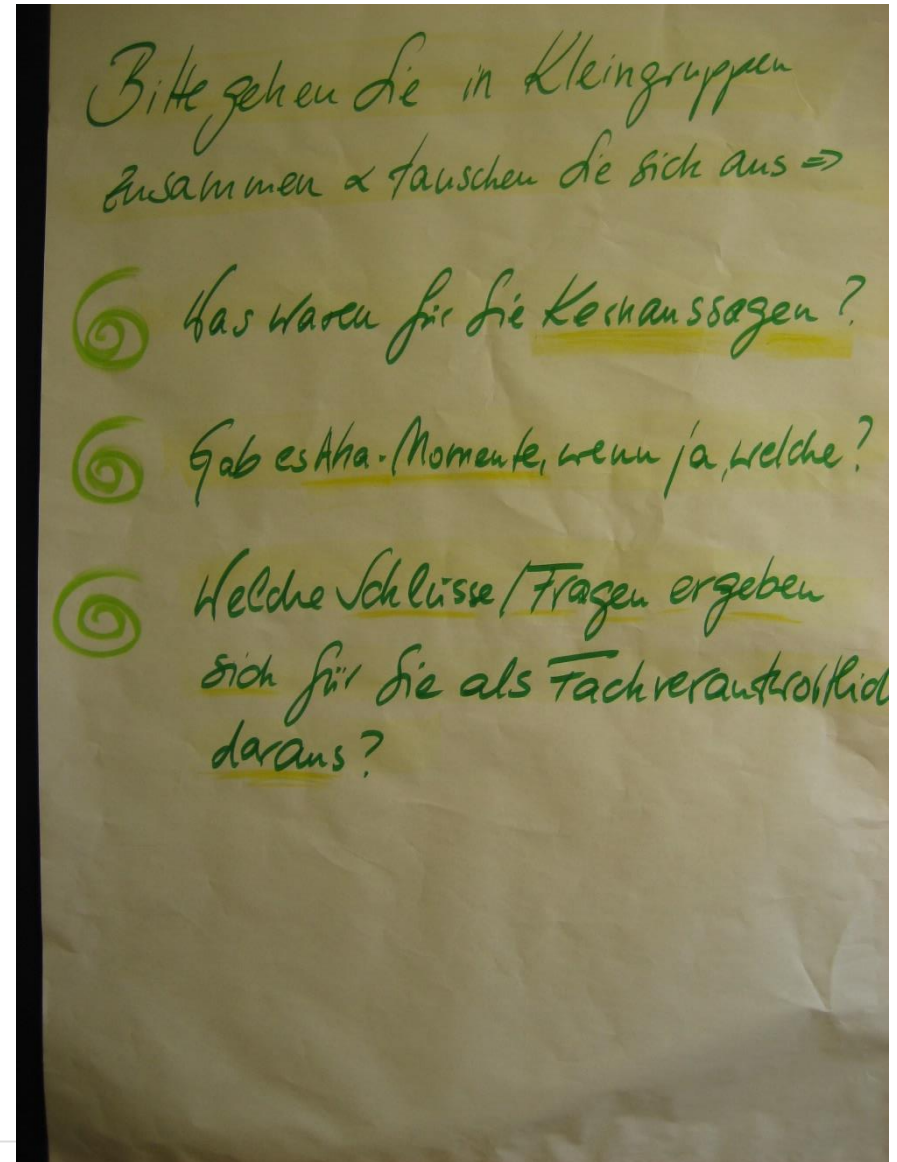 Bitte gehen Sie in Kleingruppen
zusammen & tauschen Sie sich aus =>
Was waren für Sie Kernaussagen?
Gab es Aha-Momente, wenn ja, welche?
Welche Schlüsse / Fragen ergeben
sich für Sie als Fachverantwortlich
daraus?